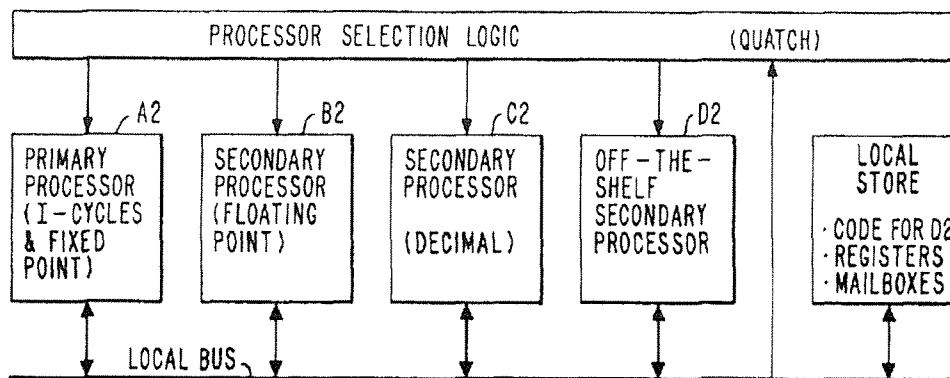 PROCESSOR SELECTION LOGIC (QUATCH)
A2
B2
C2
D2
PRIMARY
PROCESSOR
(I-CYCLES
& FIXED
POINT)
SECONDARY
PROCESSOR
(FLOATING
POINT)
SECONDARY
PROCESSOR
(DECIMAL)
OFF-THE-
SHELF
SECONDARY
PROCESSOR
LOCAL
STORE
· CODE FOR D2
· REGISTERS
· MAILBOXES
LOCAL BUS